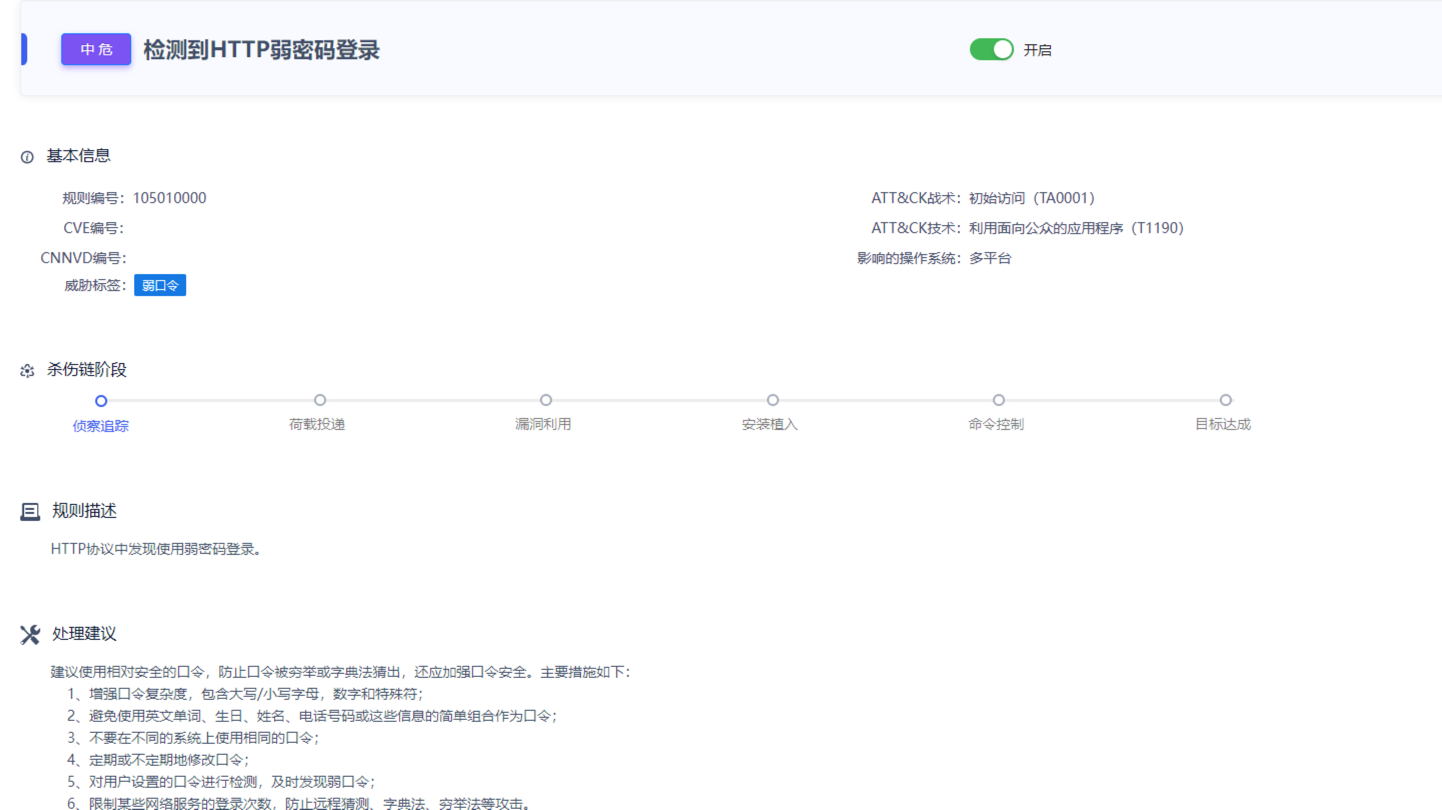 中危 检测到HTTP弱密码登录 开启
基本信息
规则编号：105010000 ATT&CK战术：初始访问（TA0001）
CVE编号： ATT&CK技术：利用面向公众的应用程序（T1190）
CNNVD编号： 影响的操作系统：多平台
威胁标签：弱口令
杀伤链阶段
侦察追踪 荷载投递 漏洞利用 安装植入 命令控制 目标达成
规则描述
HTTP协议中发现使用弱密码登录。
处理建议
建议使用相对安全的口令，防止口令被穷举或字典法猜出，还应加强口令安全。主要措施如下：
1、增强口令复杂度，包含大写/小写字母，数字和特殊符；
2、避免使用英文单词、生日、姓名、电话号码或这些信息的简单组合作为口令；
3、不要在不同的系统上使用相同的口令；
4、定期或不定期地修改口令；
5、对用户设置的口令进行检测，及时发现弱口令；
6、限制某些网络服务的登录次数，防止远程猜测、字典法、穷举法等攻击。